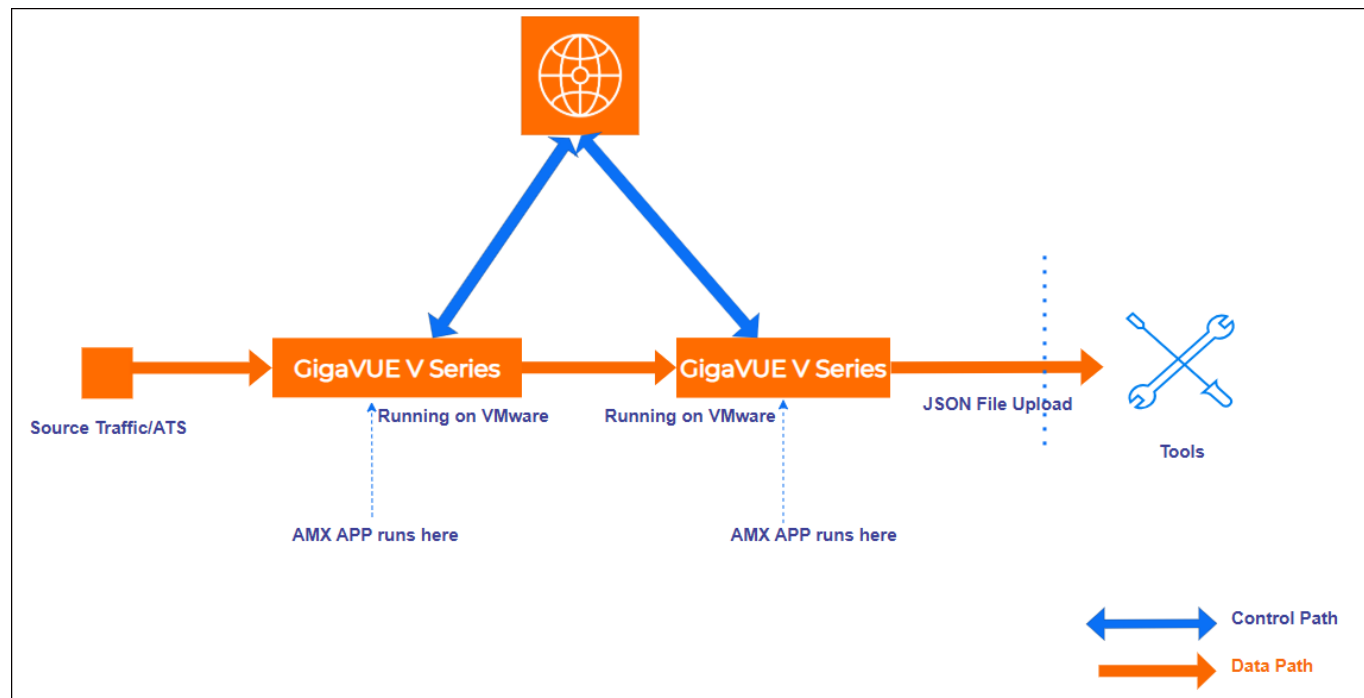 GigaVUE V Series
GigaVUE V Series
Source Traffic/ATS
Running on VMware
Running on VMware
JSON File Upload
Tools
AMX APP runs here
AMX APP runs here
Control Path
Data Path